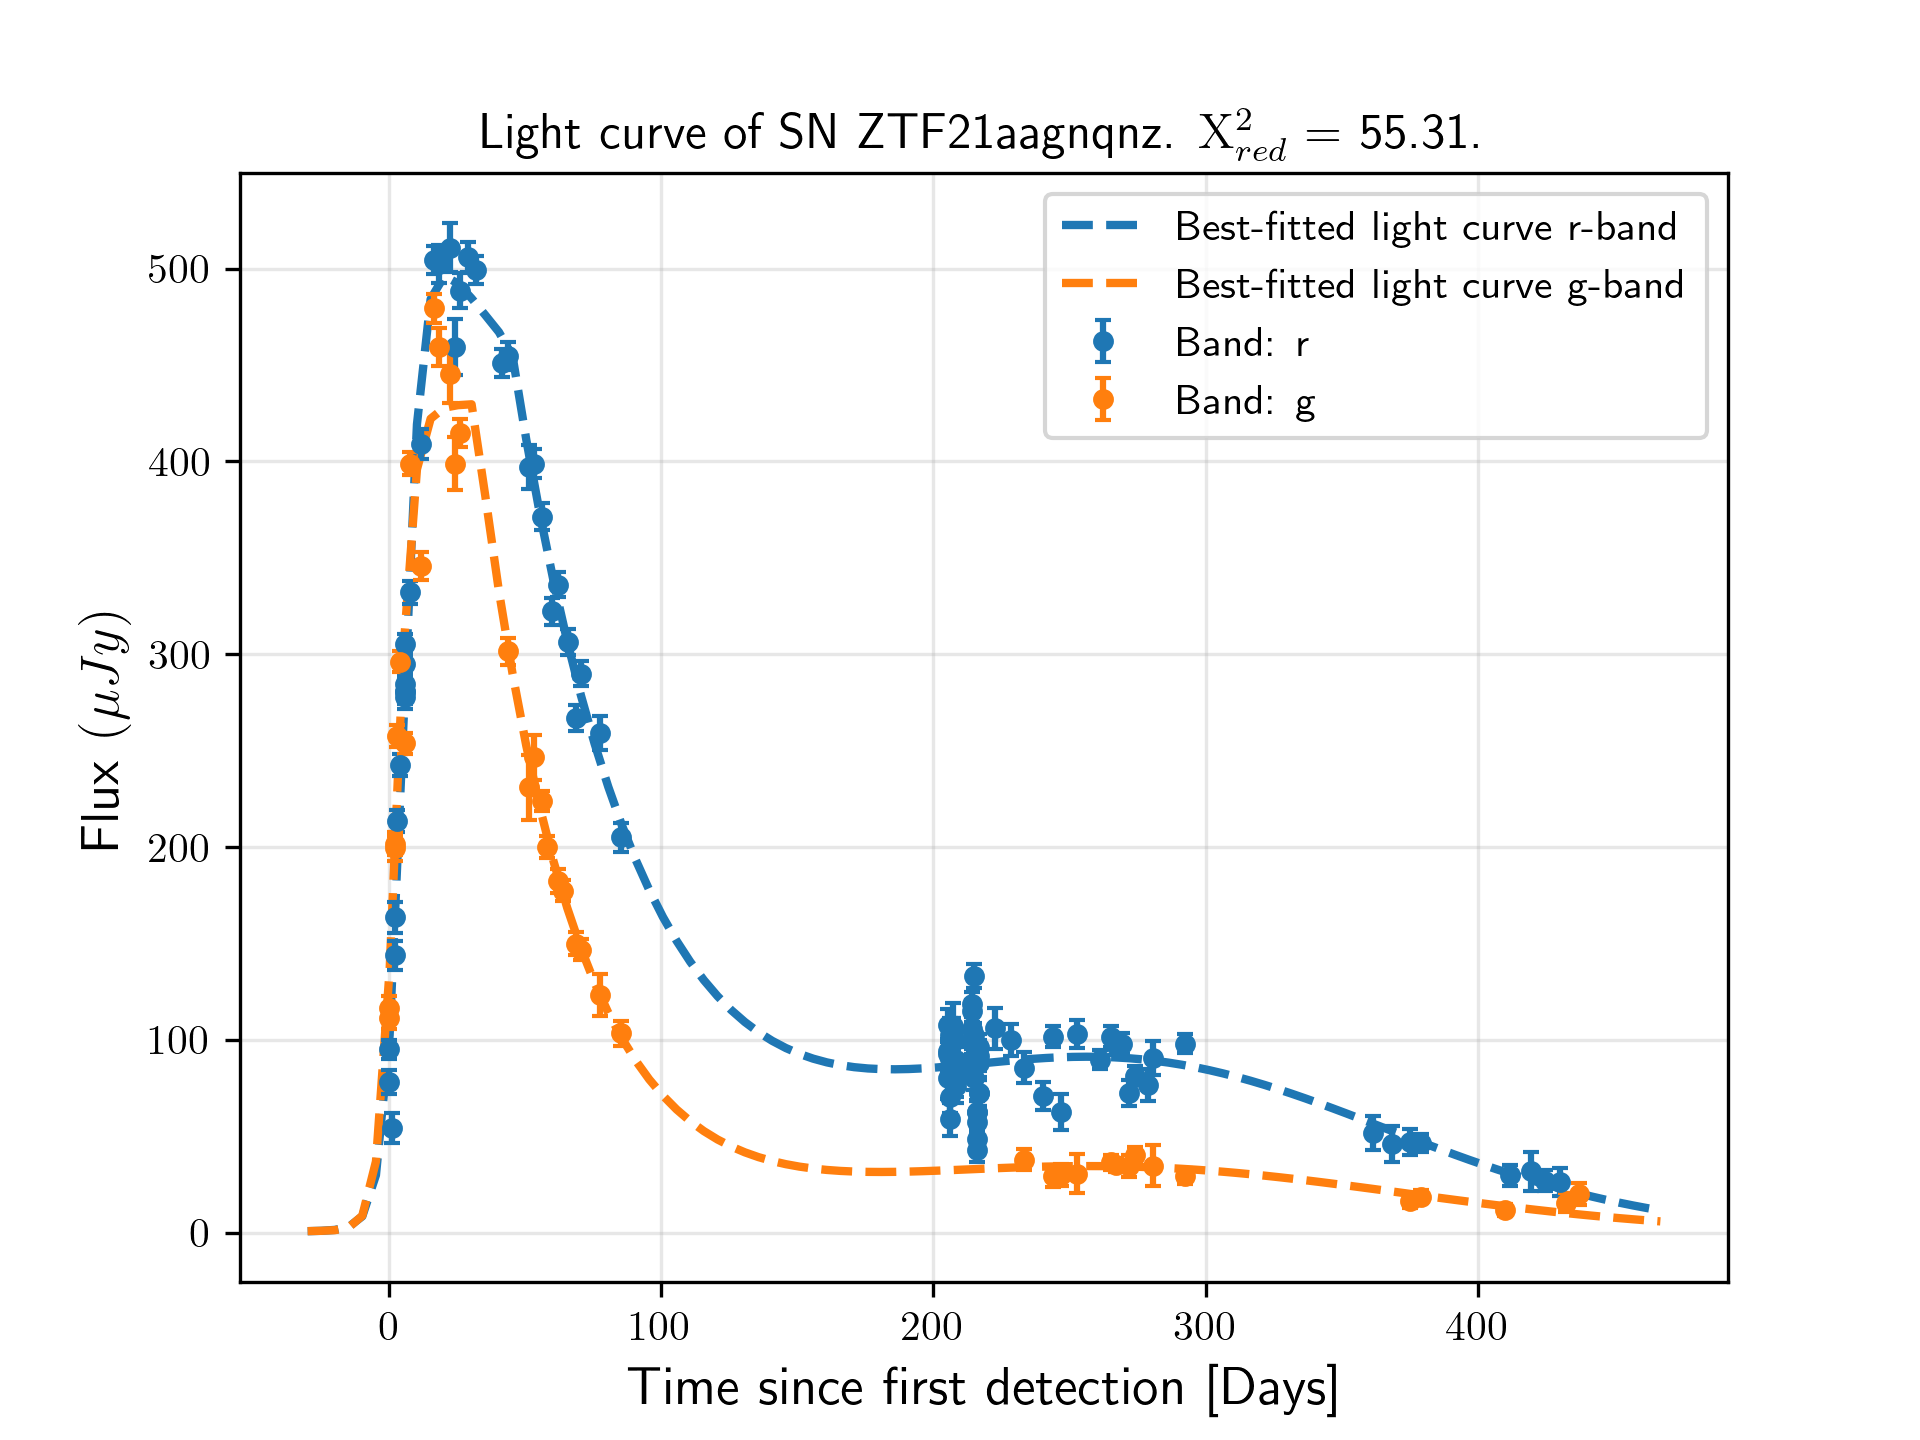 Light curve of SN ZTF21aagnqnz. X²_red = 55.31.
Best-fitted light curve r-band
Best-fitted light curve g-band
Band: r
Band: g
Flux (μJy)
500
400
300
200
100
0
0 100 200 300 400
Time since first detection [Days]